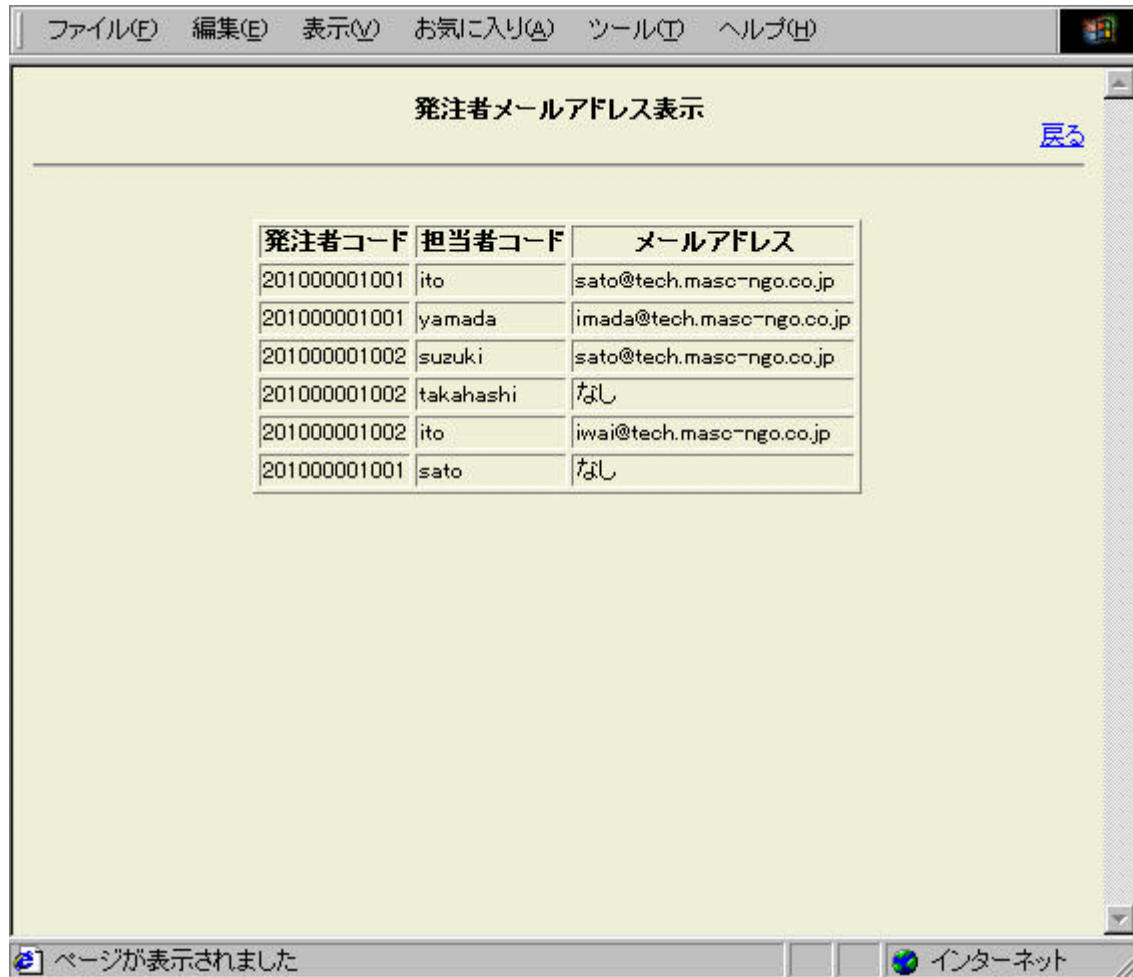 ファイル(F) 編集(E) 表示(V) お気に入り(A) ツール(T) ヘルプ(H)
発注者メールアドレス表示
戻る
発注者コード 担当者コード メールアドレス
201000001001 ito sato@tech.masc-ngo.co.jp
201000001001 yamada imada@tech.masc-ngo.co.jp
201000001002 suzuki sato@tech.masc-ngo.co.jp
201000001002 takahashi なし
201000001002 ito iwai@tech.masc-ngo.co.jp
201000001001 sato なし
ページが表示されました インターネット